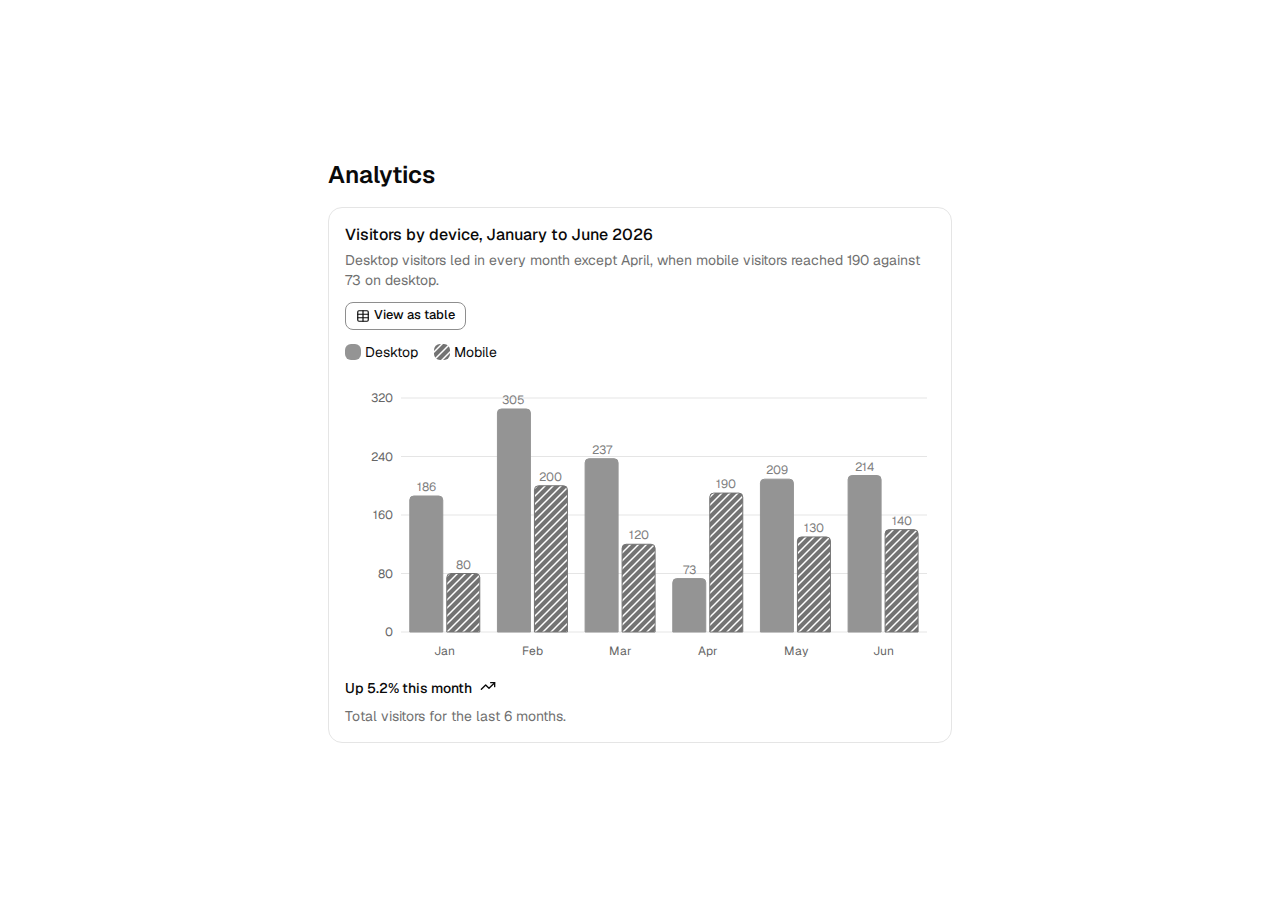 Analytics
Visitors by device, January to June 2026
Desktop visitors led in every month except April, when mobile visitors reached 190 against
73 on desktop.
View as table
Desktop Mobile
320
240
160
80
0
186
80
305
200
237
120
73
190
209
130
214
140
Jan Feb Mar Apr May Jun
Up 5.2% this month
Total visitors for the last 6 months.